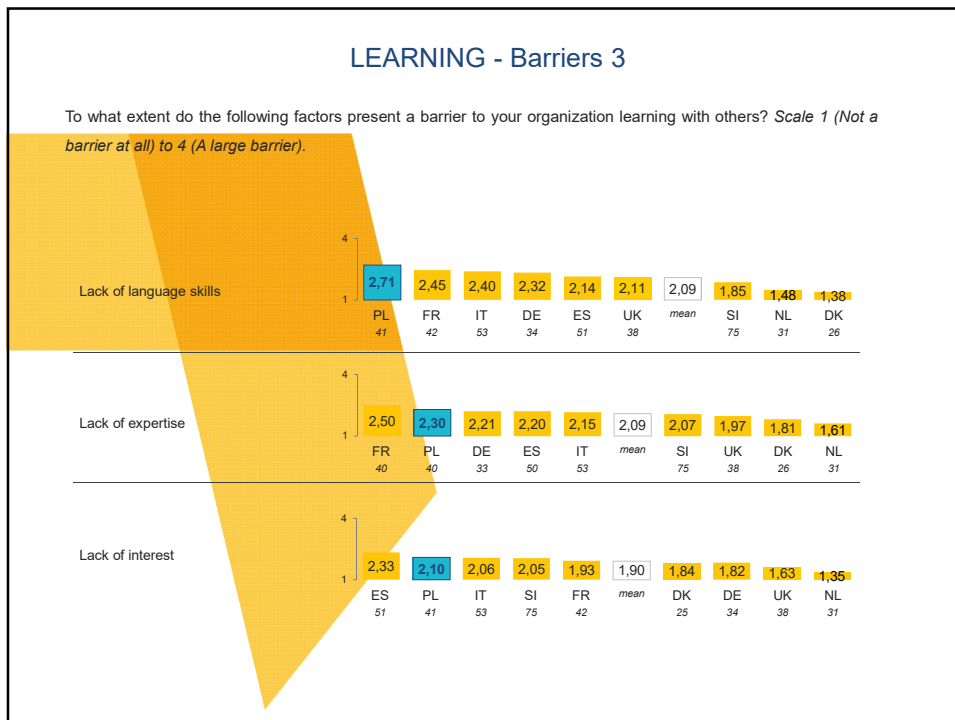 LEARNING - Barriers 3
To what extent do the following factors present a barrier to your organization learning with others? Scale 1 (Not a
barrier at all) to 4 (A large barrier).
4
Lack of language skills
2,71 2,45 2,40 2,32 2,14 2,11 2,09 1,85 1,48 1,38
1
PL FR IT DE ES UK mean SI NL DK
41 42 53 34 51 38 75 31 26
4
Lack of expertise
2,50 2,30 2,21 2,20 2,15 2,09 2,07 1,97 1,81 1,61
1
FR PL DE ES IT mean SI UK DK NL
40 40 33 50 53 75 38 26 31
4
Lack of interest
2,33 2,10 2,06 2,05 1,93 1,90 1,84 1,82 1,63 1,35
1
ES PL IT SI FR mean DK DE UK NL
51 41 53 75 42 25 34 38 31